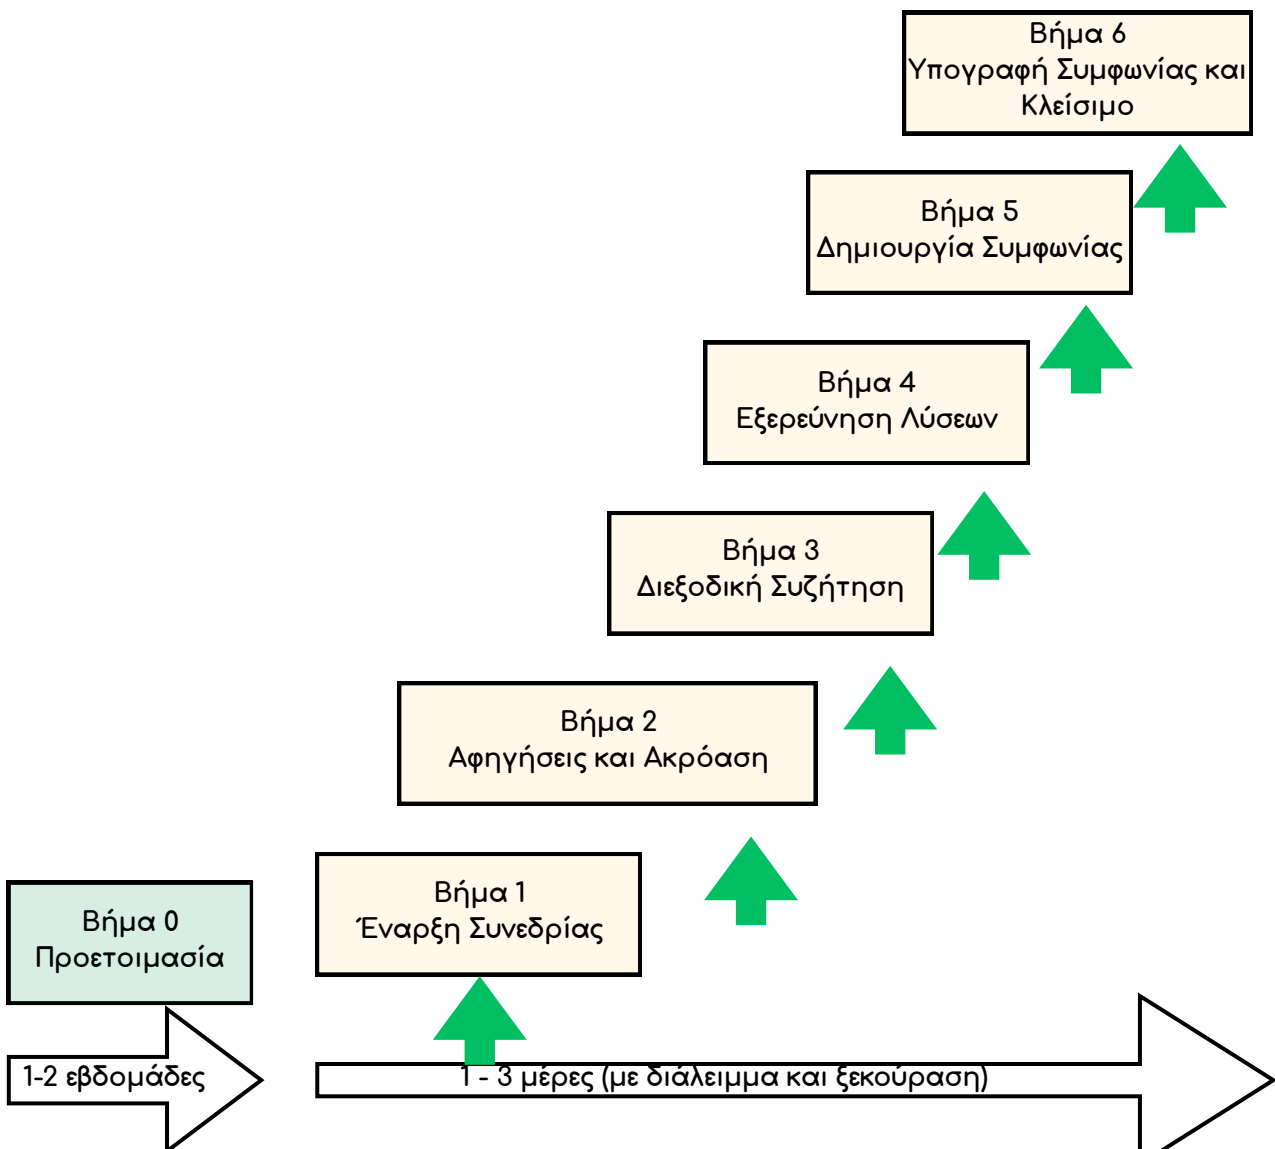 Βήμα 6
Υπογραφή Συμφωνίας και
Κλείσιμο
Βήμα 5
Δημιουργία Συμφωνίας
Βήμα 4
Εξερεύνηση Λύσεων
Βήμα 3
Διεξοδική Συζήτηση
Βήμα 2
Αφηγήσεις και Ακρόαση
Βήμα 1
Έναρξη Συνεδρίας
Βήμα 0
Προετοιμασία
1-2 εβδομάδες
1 - 3 μέρες (με διάλειμμα και ξεκούραση)